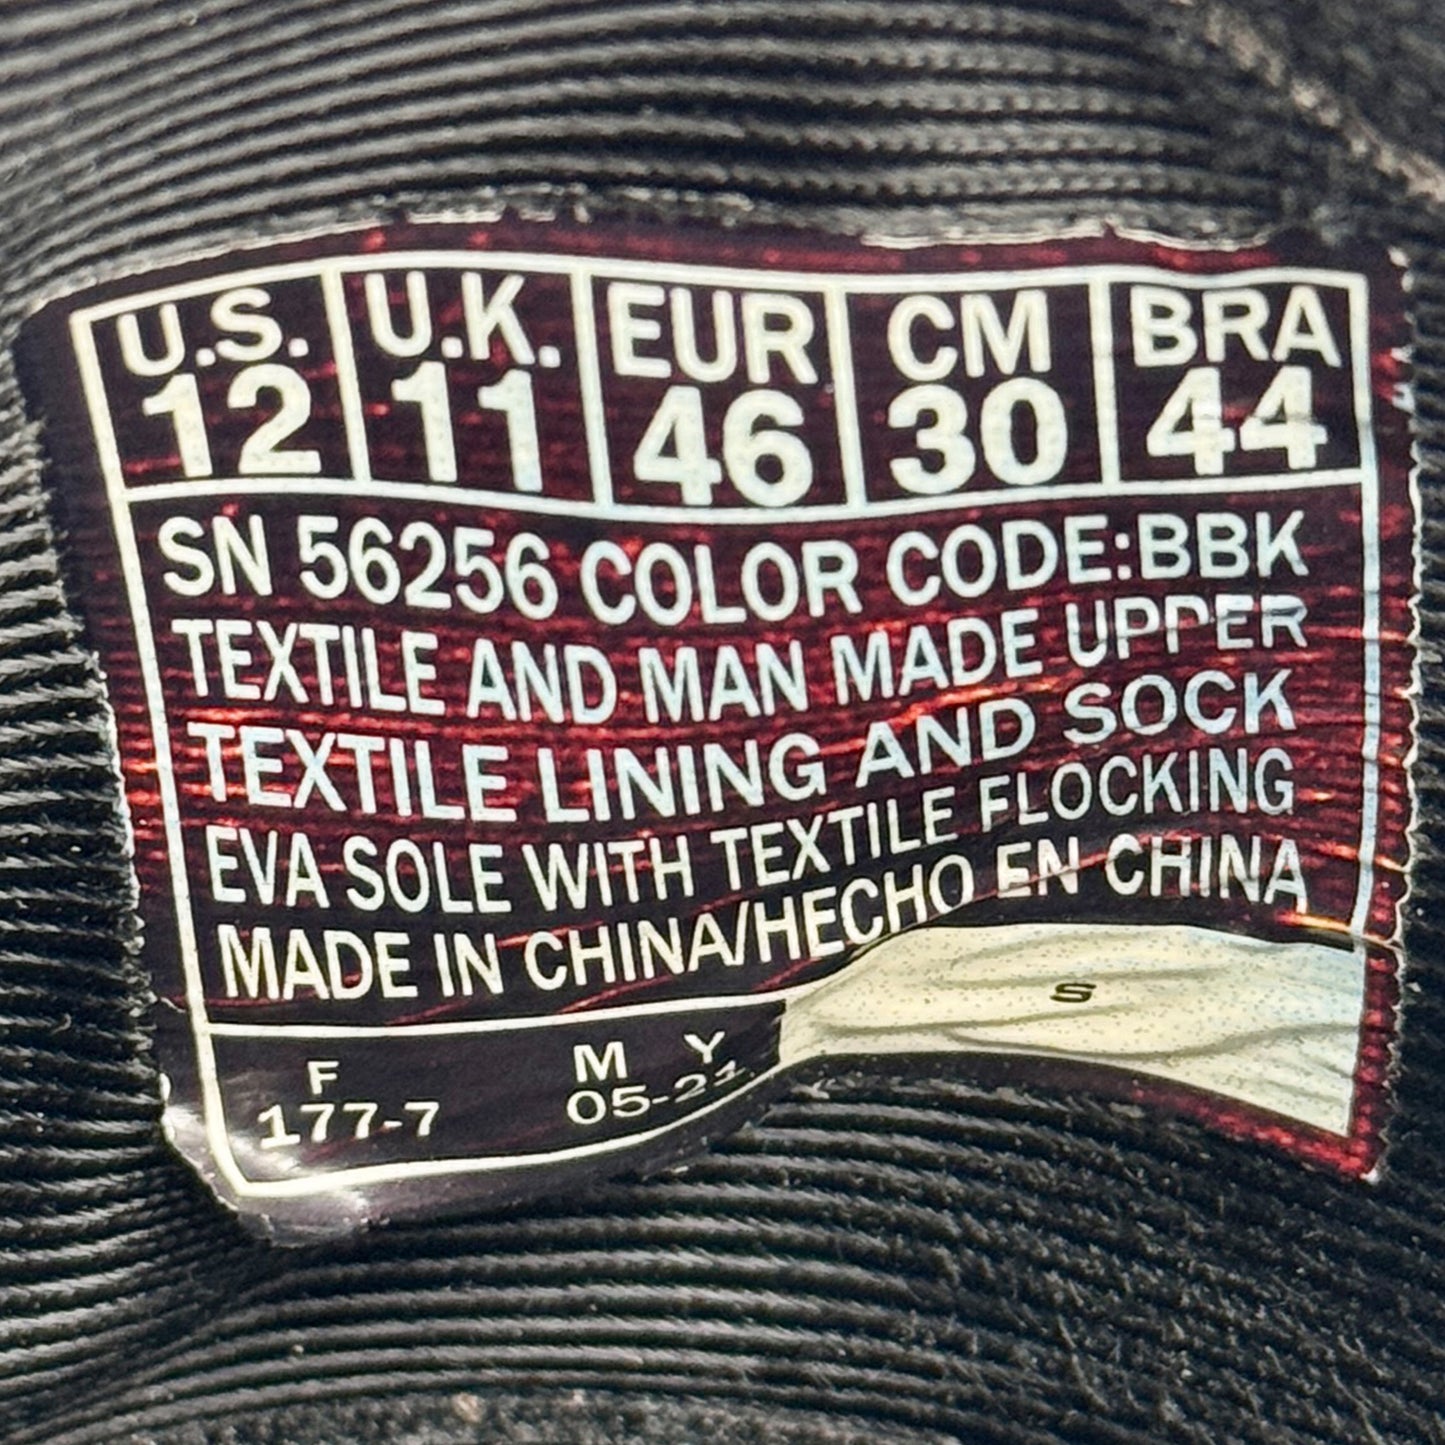 U.S. U.K. EUR CM BRA
12 11 46 30 44
SN 56256 COLOR CODE:BBK
TEXTILE AND MAN MADE UPPER
TEXTILE LINING AND SOCK
EVA SOLE WITH TEXTILE FLOCKING
MADE IN CHINA/HECHO EN CHINA
F M Y
177-7 05-21
S